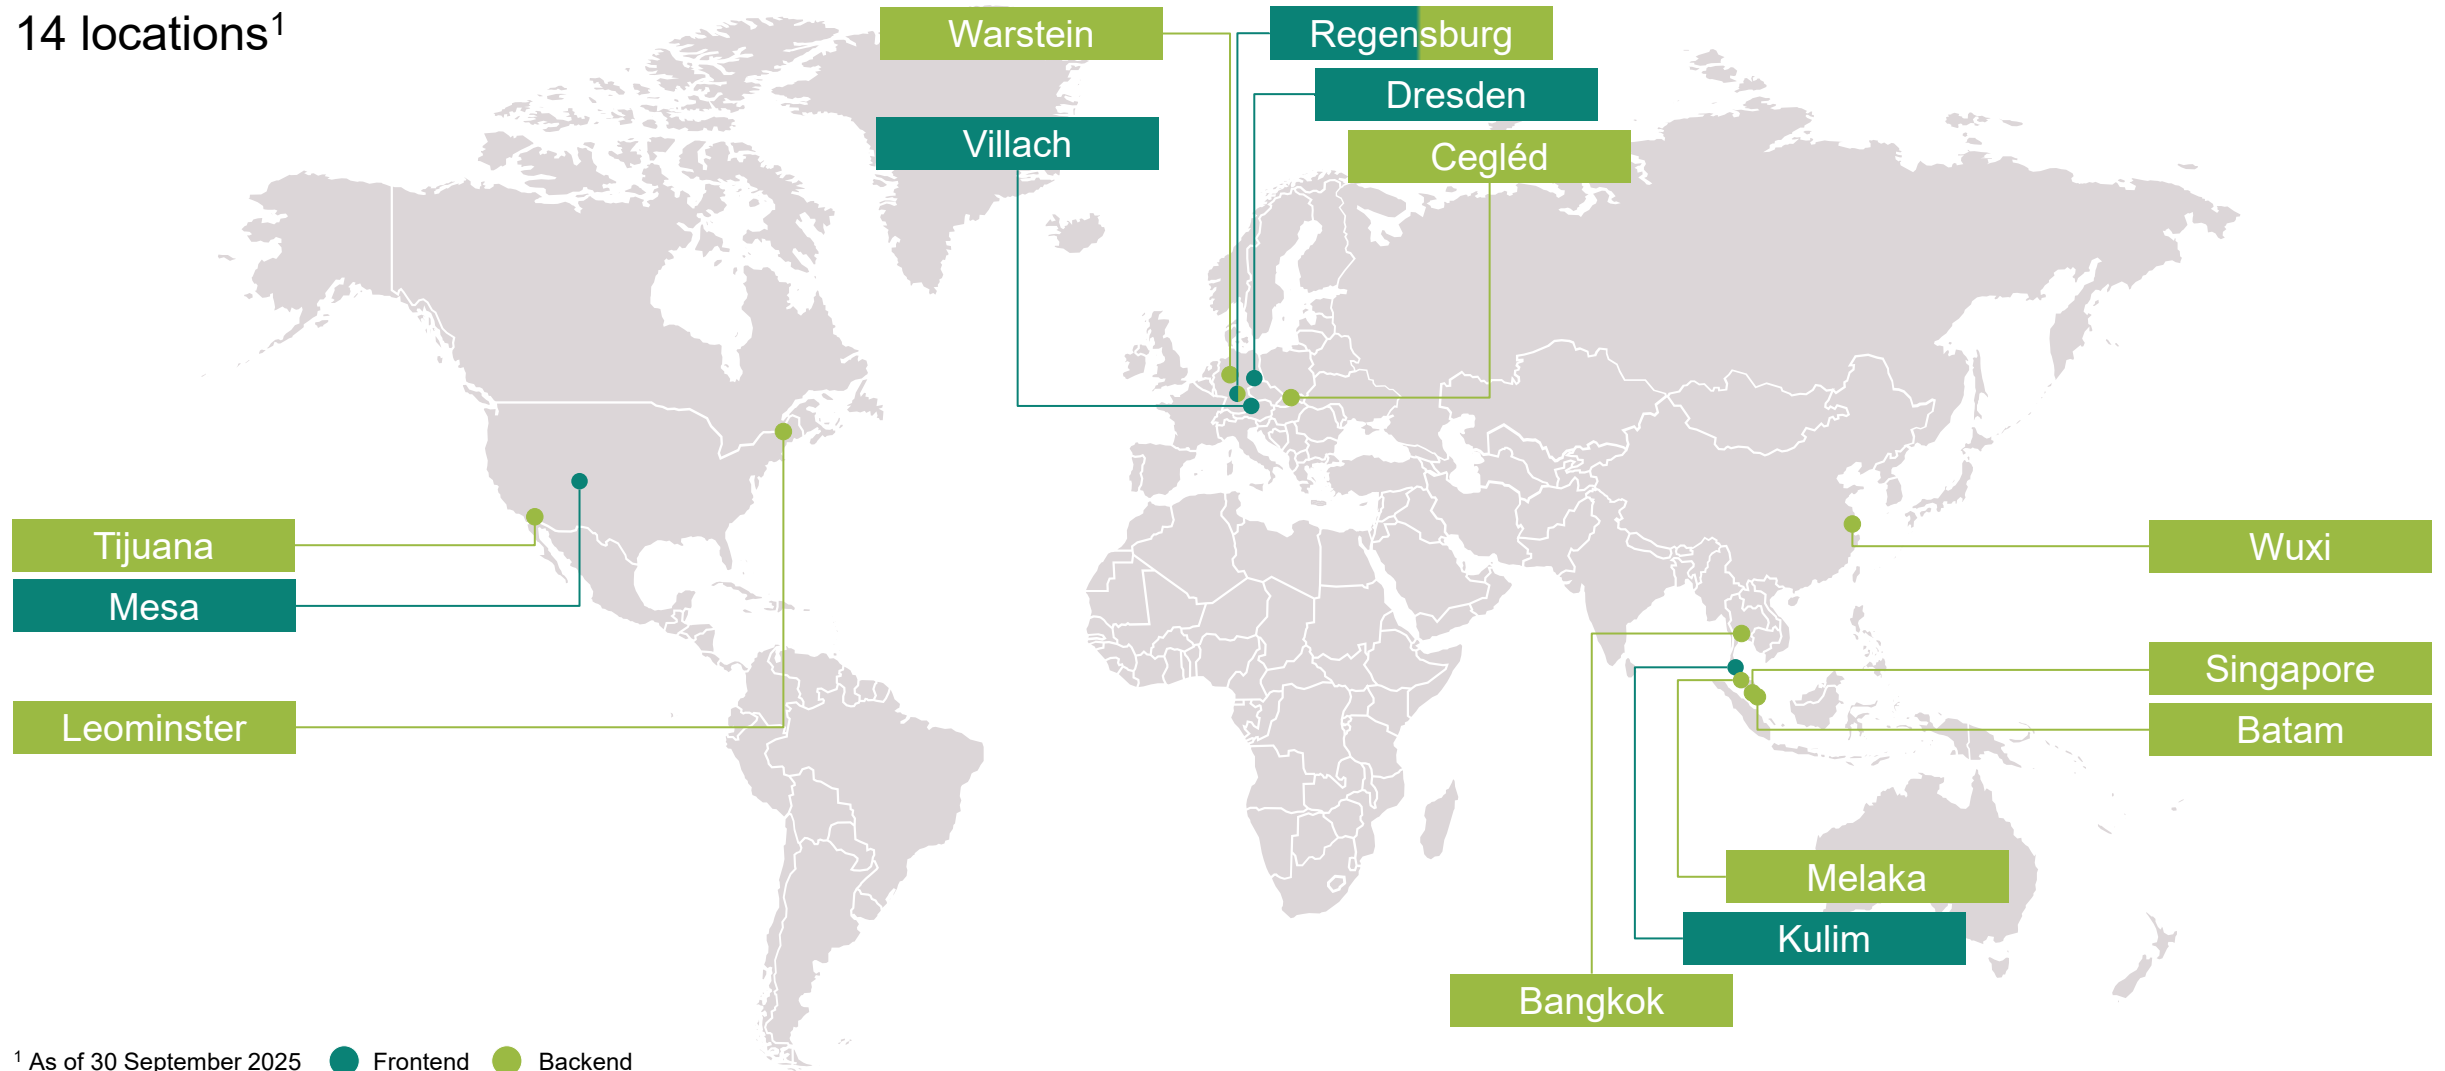 14 locations¹
Warstein
Regensburg
Dresden
Villach
Cegléd
Tijuana
Mesa
Leominster
Wuxi
Singapore
Batam
Melaka
Kulim
Bangkok
¹ As of 30 September 2025 Frontend Backend